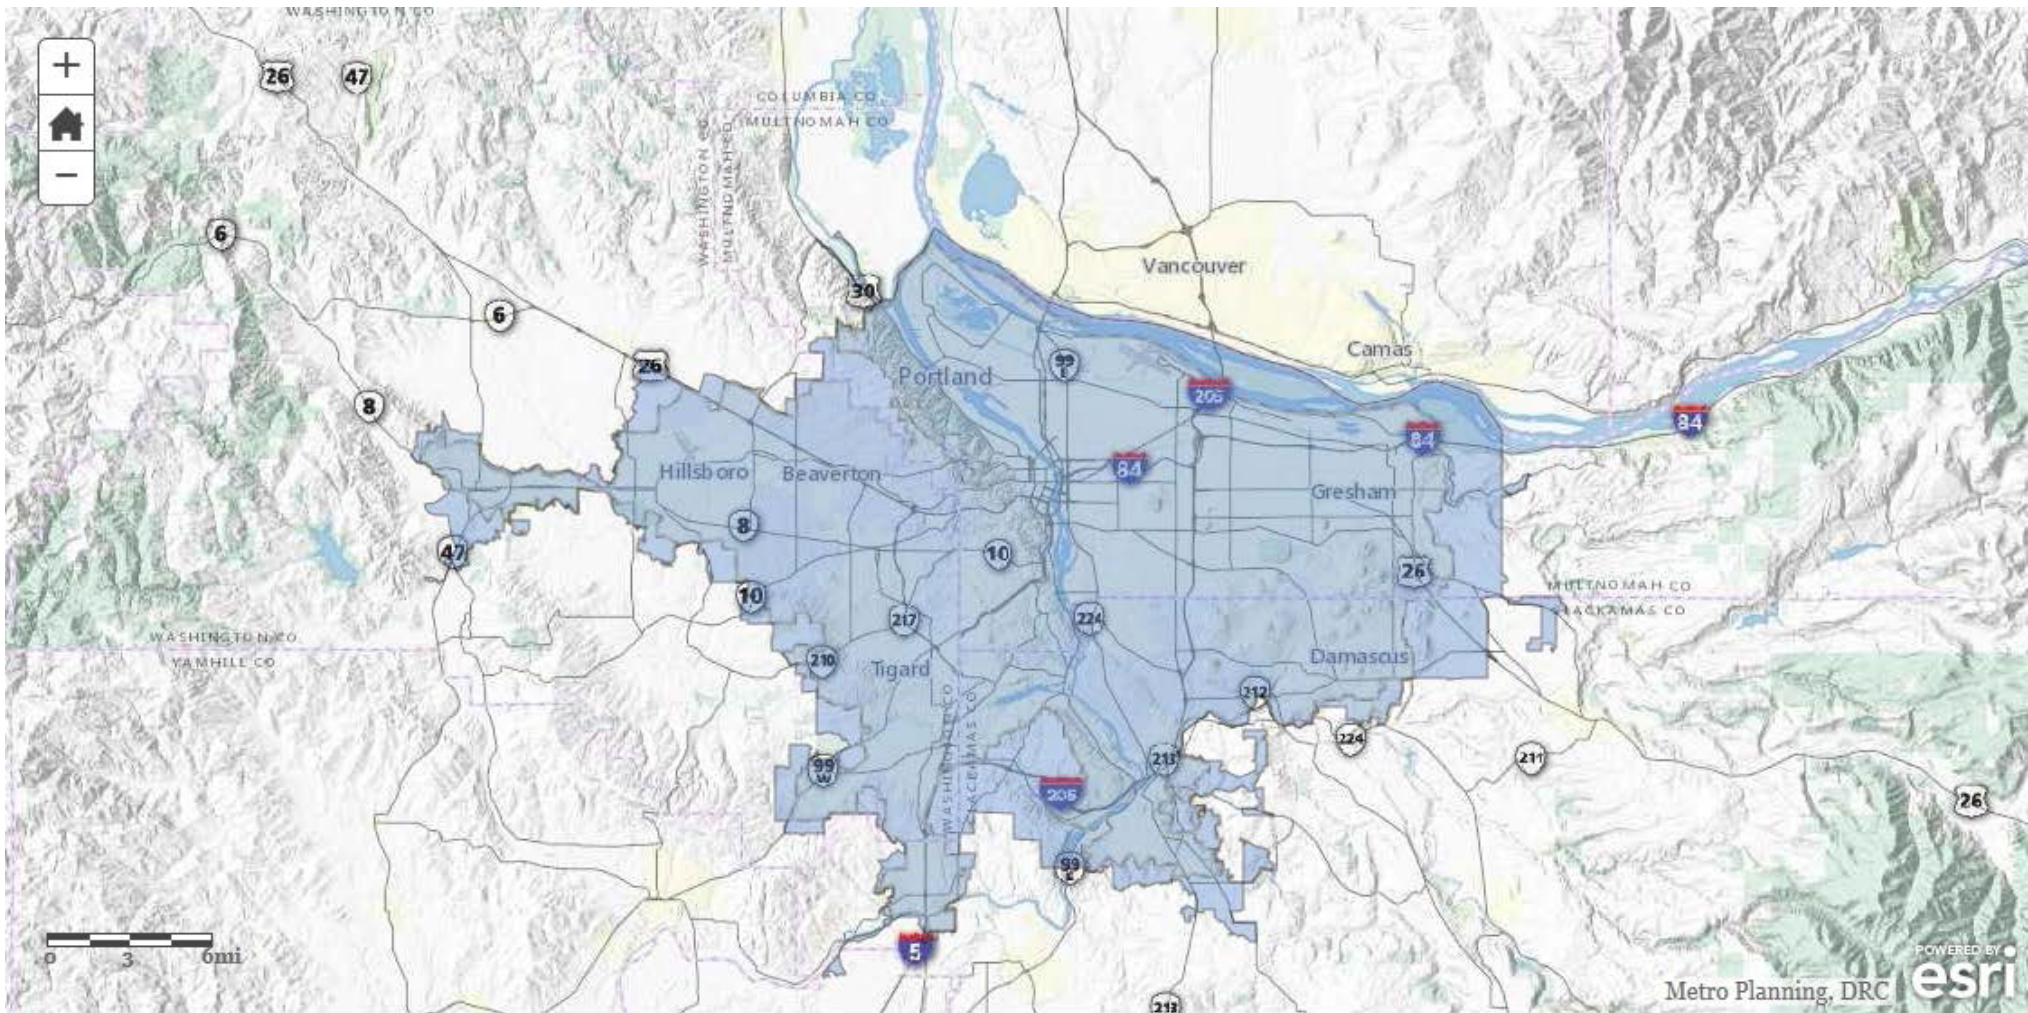 WASHINGTON CO
+
26
47
COLUMBIA CO
MULTNOMAH CO
WASHINGTON CO
MULTNOMAH CO
−
6
Vancouver
30
6
Camas
26
99
E
Portland
205
8
84
84
84
Hillsboro
Beaverton
Gresham
8
47
10
26
MULTNOMAH CO
CLACKAMAS CO
10
217
224
WASHINGTON CO
YAMHILL CO
210
Tigard
Damascus
212
WASHINGTON CO
CLACKAMAS CO
224
213
211
99
W
205
26
99
E
5
0 3 6mi
POWERED BY
esri
Metro Planning, DRC
213